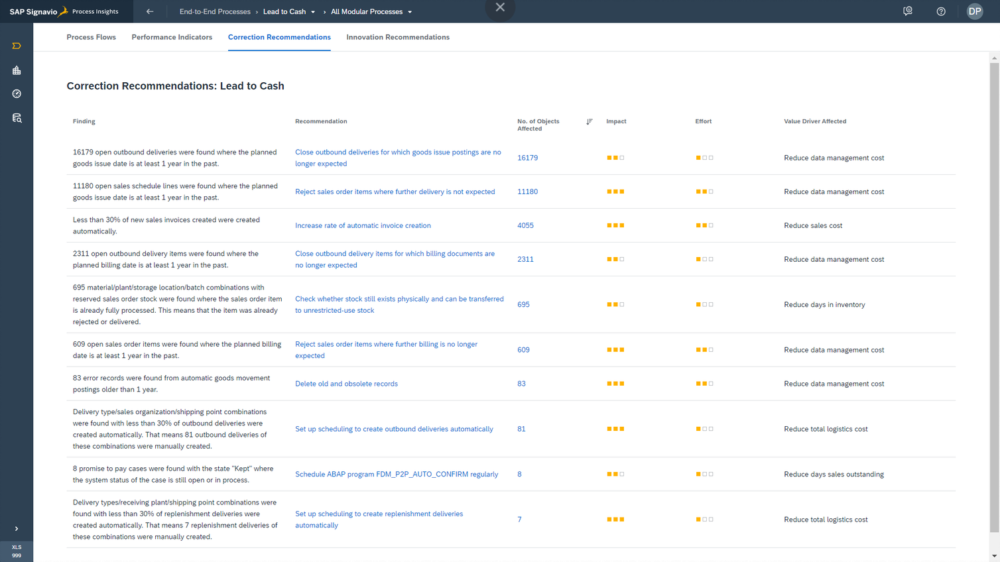 SAP Signavio Process Insights
End-to-End Processes › Lead to Cash › All Modular Processes
DP
Process Flows
Performance Indicators
Correction Recommendations
Innovation Recommendations
Correction Recommendations: Lead to Cash
Finding
Recommendation
No. of Objects
Affected
Impact
Effort
Value Driver Affected
16179 open outbound deliveries were found where the planned
goods issue date is at least 1 year in the past.
Close outbound deliveries for which goods issue postings are no
longer expected
16179
Reduce data management cost
11180 open sales schedule lines were found where the planned
goods issue date is at least 1 year in the past.
Reject sales order items where further delivery is not expected
11180
Reduce data management cost
Less than 30% of new sales invoices created were created
automatically.
Increase rate of automatic invoice creation
4055
Reduce sales cost
2311 open outbound delivery items were found where the
planned billing date is at least 1 year in the past.
Close outbound delivery items for which billing documents are
no longer expected
2311
Reduce data management cost
695 material/plant/storage location/batch combinations with
reserved sales order stock were found where the sales order item
is already fully processed. This means that the item was already
rejected or delivered.
Check whether stock still exists physically and can be transferred
to unrestricted-use stock
695
Reduce days in inventory
609 open sales order items were found where the planned billing
date is at least 1 year in the past.
Reject sales order items where further billing is no longer
expected
609
Reduce data management cost
83 error records were found from automatic goods movement
postings older than 1 year.
Delete old and obsolete records
83
Reduce data management cost
Delivery type/sales organization/shipping point combinations
were found with less than 30% of outbound deliveries were
created automatically. That means 81 outbound deliveries of
these combinations were manually created.
Set up scheduling to create outbound deliveries automatically
81
Reduce total logistics cost
8 promise to pay cases were found with the state "Kept" where
the system status of the case is still open or in process.
Schedule ABAP program FDM_P2P_AUTO_CONFIRM regularly
8
Reduce days sales outstanding
Delivery types/receiving plant/shipping point combinations were
found with less than 30% of replenishment deliveries were
created automatically. That means 7 replenishment deliveries of
these combinations were manually created.
Set up scheduling to create replenishment deliveries
automatically
7
Reduce total logistics cost
XLS
999